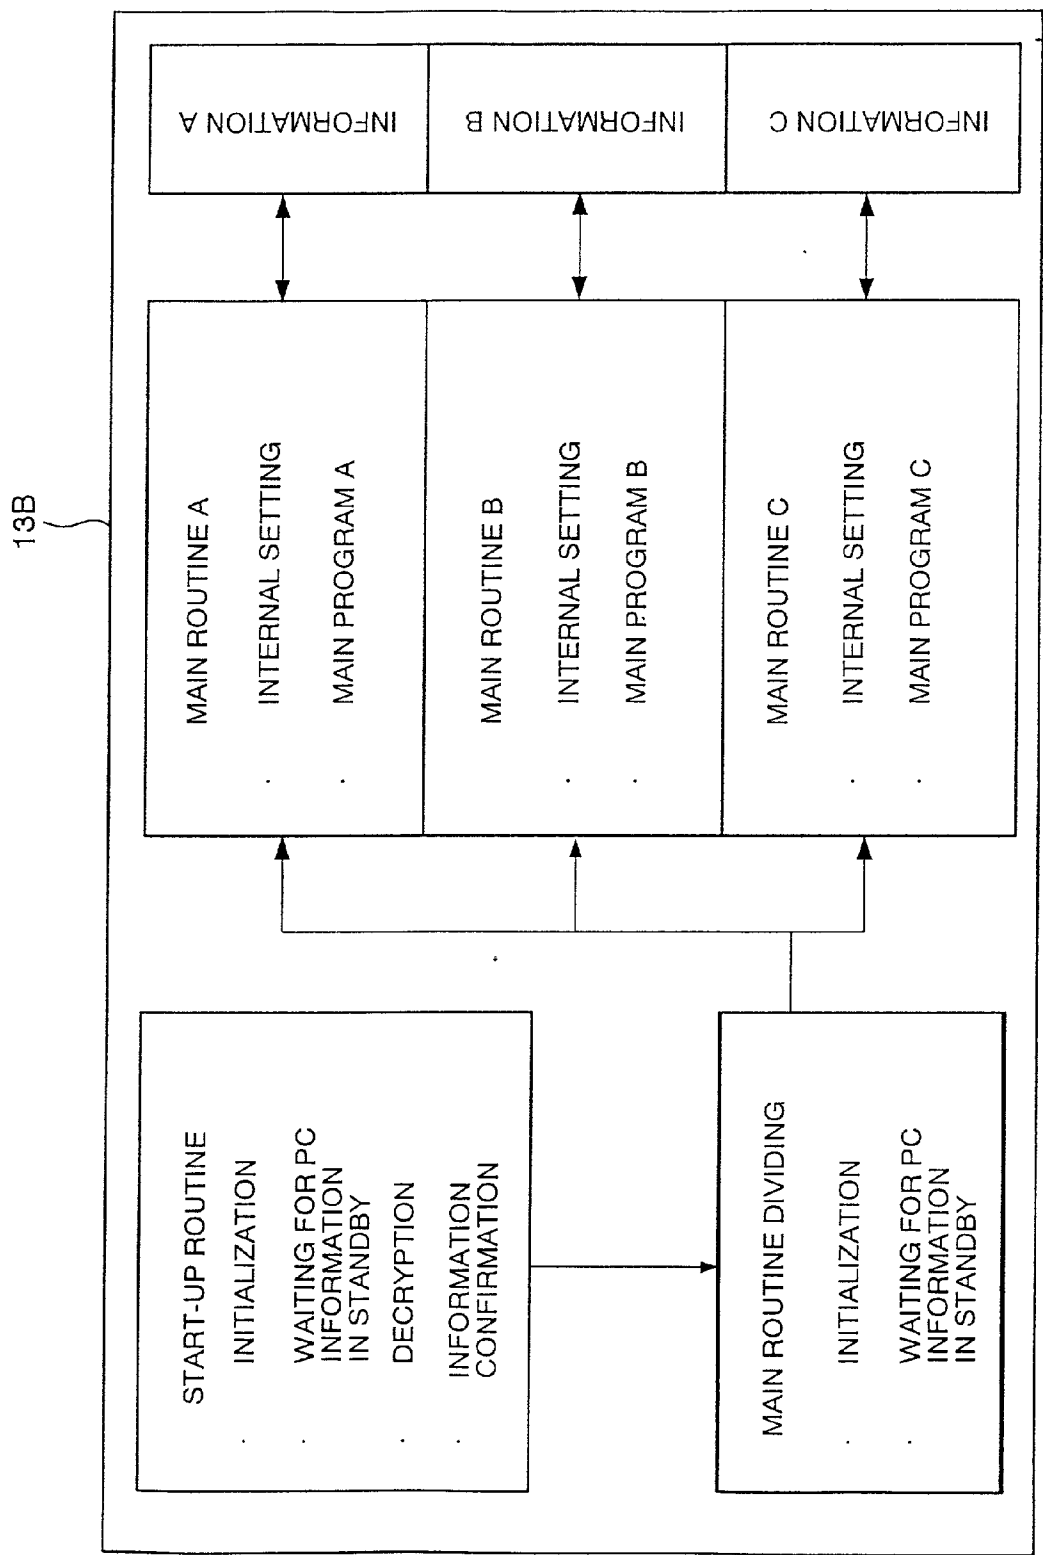 13B
START-UP ROUTINE
. INITIALIZATION
. WAITING FOR PC
INFORMATION
IN STANDBY
. DECRYPTION
. INFORMATION
CONFIRMATION
MAIN ROUTINE DIVIDING
. INITIALIZATION
. WAITING FOR PC
INFORMATION
IN STANDBY
MAIN ROUTINE A
. INTERNAL SETTING
. MAIN PROGRAM A
MAIN ROUTINE B
. INTERNAL SETTING
. MAIN PROGRAM B
MAIN ROUTINE C
. INTERNAL SETTING
. MAIN PROGRAM C
INFORMATION A
INFORMATION B
INFORMATION C